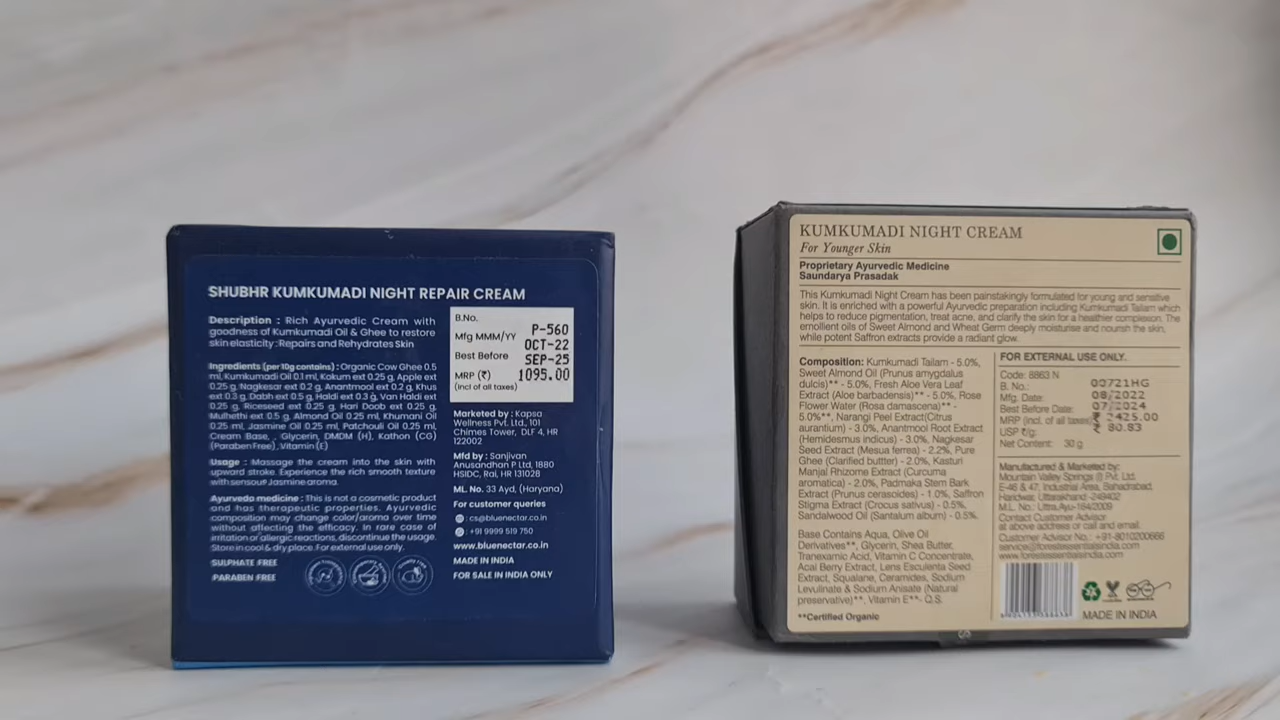 SHUBHR KUMKUMADI NIGHT REPAIR CREAM
Description : Rich Ayurvedic Cream with
goodness of Kumkumadi Oil & Ghee to restore
skin elasticity : Repairs and Rehydrates Skin
Ingredients (per 10g contains) : Organic Cow Ghee 0.5
ml, Kumkumadi Oil 0.1 ml, Kokum ext 0.25 g, Apple ext
0.25 g, Nagkesar ext 0.2 g, Anantmool ext 0.2 g, Khus
ext 0.3 g, Dabh ext 0.5 g, Haldi ext 0.3 g, Van Haldi ext
0.25 g, Riceseed ext 0.25 g, Hari Doob ext 0.25 g,
Mulhethi ext 0.5 g, Almond Oil 0.25 ml, Khumani Oil
0.25 ml, Jasmine Oil 0.25 ml, Patchouli Oil 0.25 ml,
Cream Base, , Glycerin, DMDM (H), Kathon (CG)
(Paraben Free) , Vitamin (E)
Usage : Massage the cream into the skin with
upward stroke. Experience the rich smooth texture
with sensous Jasmine aroma.
Ayurveda medicine : This is not a cosmetic product
and has therapeutic properties. Ayurvedic
composition may change color/aroma over time
without affecting the efficacy. In rare case of
irritation or allergic reactions, discontinue the usage.
Store in cool & dry place. For external use only.
SULPHATE FREE
PARABEN FREE
B.No. P-560
Mfg MMM/YY OCT-22
Best Before SEP-25
MRP (₹) 1095.00
(incl of all taxes)
Marketed by : Kapsa
Wellness Pvt. Ltd., 101
Chimes Tower, DLF 4, HR
122002
Mfd by : Sanjivan
Anusandhan P Ltd, 1880
HSIDC, Rai, HR 131028
ML. No. 33 Ayd, (Haryana)
For customer queries
: cs@bluenectar.co.in
: +91 9999 519 750
www.bluenectar.co.in
MADE IN INDIA
FOR SALE IN INDIA ONLY
KUMKUMADI NIGHT CREAM
For Younger Skin
Proprietary Ayurvedic Medicine
Saundarya Prasadak
This Kumkumadi Night Cream has been painstakingly formulated for young and sensitive
skin. It is enriched with a powerful Ayurvedic preparation including Kumkumadi Tailam which
helps to reduce pigmentation, treat acne, and clarify the skin for a healthier complexion. The
emollient oils of Sweet Almond and Wheat Germ deeply moisturise and nourish the skin,
while potent Saffron extracts provide a radiant glow.
Composition: Kumkumadi Tailam - 5.0%,
Sweet Almond Oil (Prunus amygdalus
dulcis)** - 5.0%, Fresh Aloe Vera Leaf
Extract (Aloe barbadensis)** - 5.0%, Rose
Flower Water (Rosa damascena)** -
5.0%**, Narangi Peel Extract(Citrus
aurantium) - 3.0%, Anantmool Root Extract
(Hemidesmus indicus) - 3.0%, Nagkesar
Seed Extract (Mesua ferrea) - 2.2%, Pure
Ghee (Clarified buttter) - 2.0%, Kasturi
Manjal Rhizome Extract (Curcuma
aromatica) - 2.0%, Padmaka Stem Bark
Extract (Prunus cerasoides) - 1.0%, Saffron
Stigma Extract (Crocus sativus) - 0.5%,
Sandalwood Oil (Santalum album) - 0.5%.
Base Contains Aqua, Olive Oil
Derivatives**, Glycerin, Shea Butter,
Tranexamic Acid, Vitamin C Concentrate,
Acai Berry Extract, Lens Esculenta Seed
Extract, Squalane, Ceramides, Sodium
Levulinate & Sodium Anisate (Natural
preservative)**, Vitamin E**- Q.S.
**Certified Organic
FOR EXTERNAL USE ONLY.
Code: 8863 N
B. No.: 00721HG
Mfg. Date: 08/2022
Best Before Date: 07/2024
MRP (incl. of all taxes) ₹ 2425.00
USP ₹/g: ₹ 80.83
Net Content: 30 g
Manufactured & Marketed by:
Mountain Valley Springs (I) Pvt. Ltd.
E-46 & 47, Industrial Area, Bahadrabad,
Haridwar, Uttarakhand -249402
M.L. No.: Uttra.Ayu-164/2009
Contact Customer Advisor
at above address or call and email
Customer Advisor No.: +91-8010200666
service@forestessentialsindia.com
www.forestessentialsindia.com
MADE IN INDIA